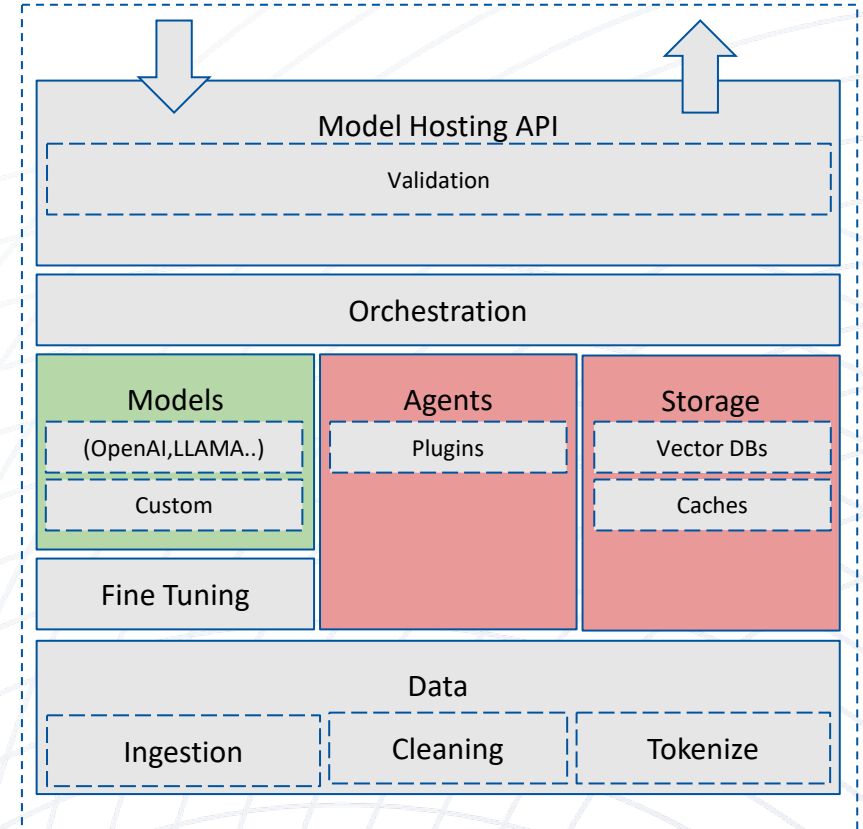 Model Hosting API
Validation
Orchestration
Models
(OpenAI,LLAMA..)
Custom
Fine Tuning
Agents
Plugins
Storage
Vector DBs
Caches
Data
Ingestion
Cleaning
Tokenize